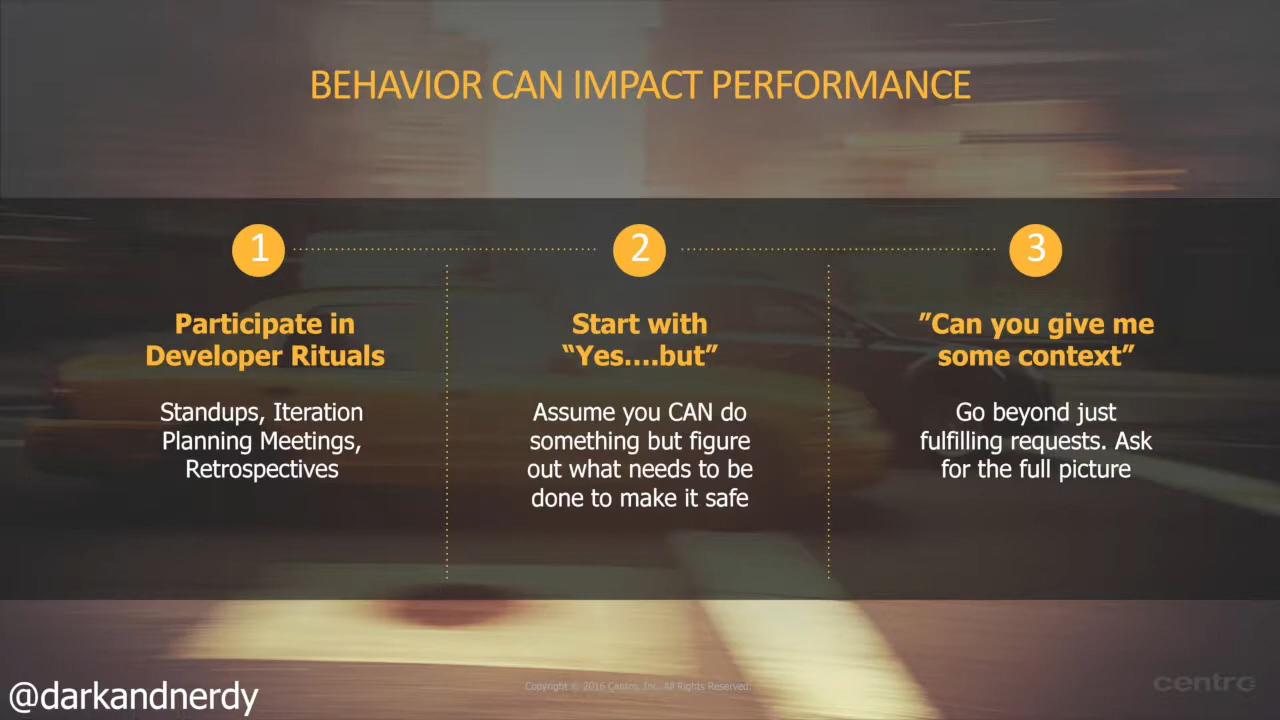 BEHAVIOR CAN IMPACT PERFORMANCE
1
2
3
Participate in
Developer Rituals
Standups, Iteration
Planning Meetings,
Retrospectives
Start with
“Yes....but”
Assume you CAN do
something but figure
out what needs to be
done to make it safe
”Can you give me
some context”
Go beyond just
fulfilling requests. Ask
for the full picture
@darkandnerdy
Copyright © 2016 Centro, Inc. All Rights Reserved.
centro